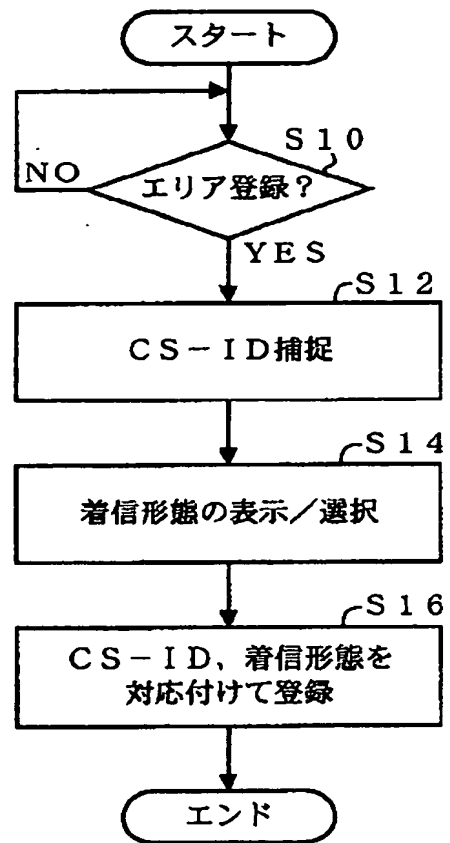 スタート
S10
エリア登録?
NO
YES
S12
CS-ID捕捉
S14
着信形態の表示/選択
S16
CS-ID、着信形態を
対応付けて登録
エンド